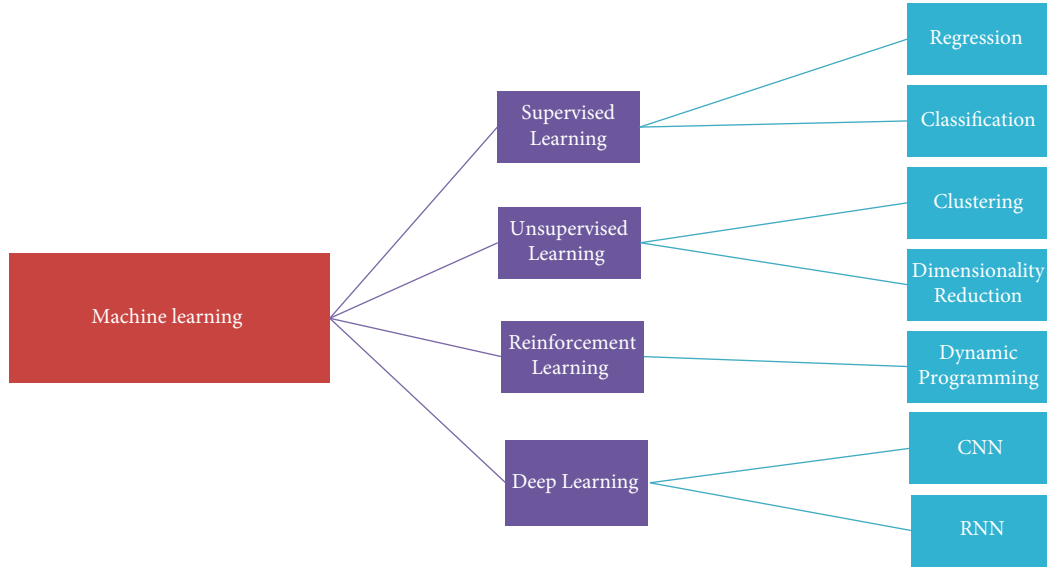 Machine learning
Supervised
Learning
Unsupervised
Learning
Reinforcement
Learning
Deep Learning
Regression
Classification
Clustering
Dimensionality
Reduction
Dynamic
Programming
CNN
RNN